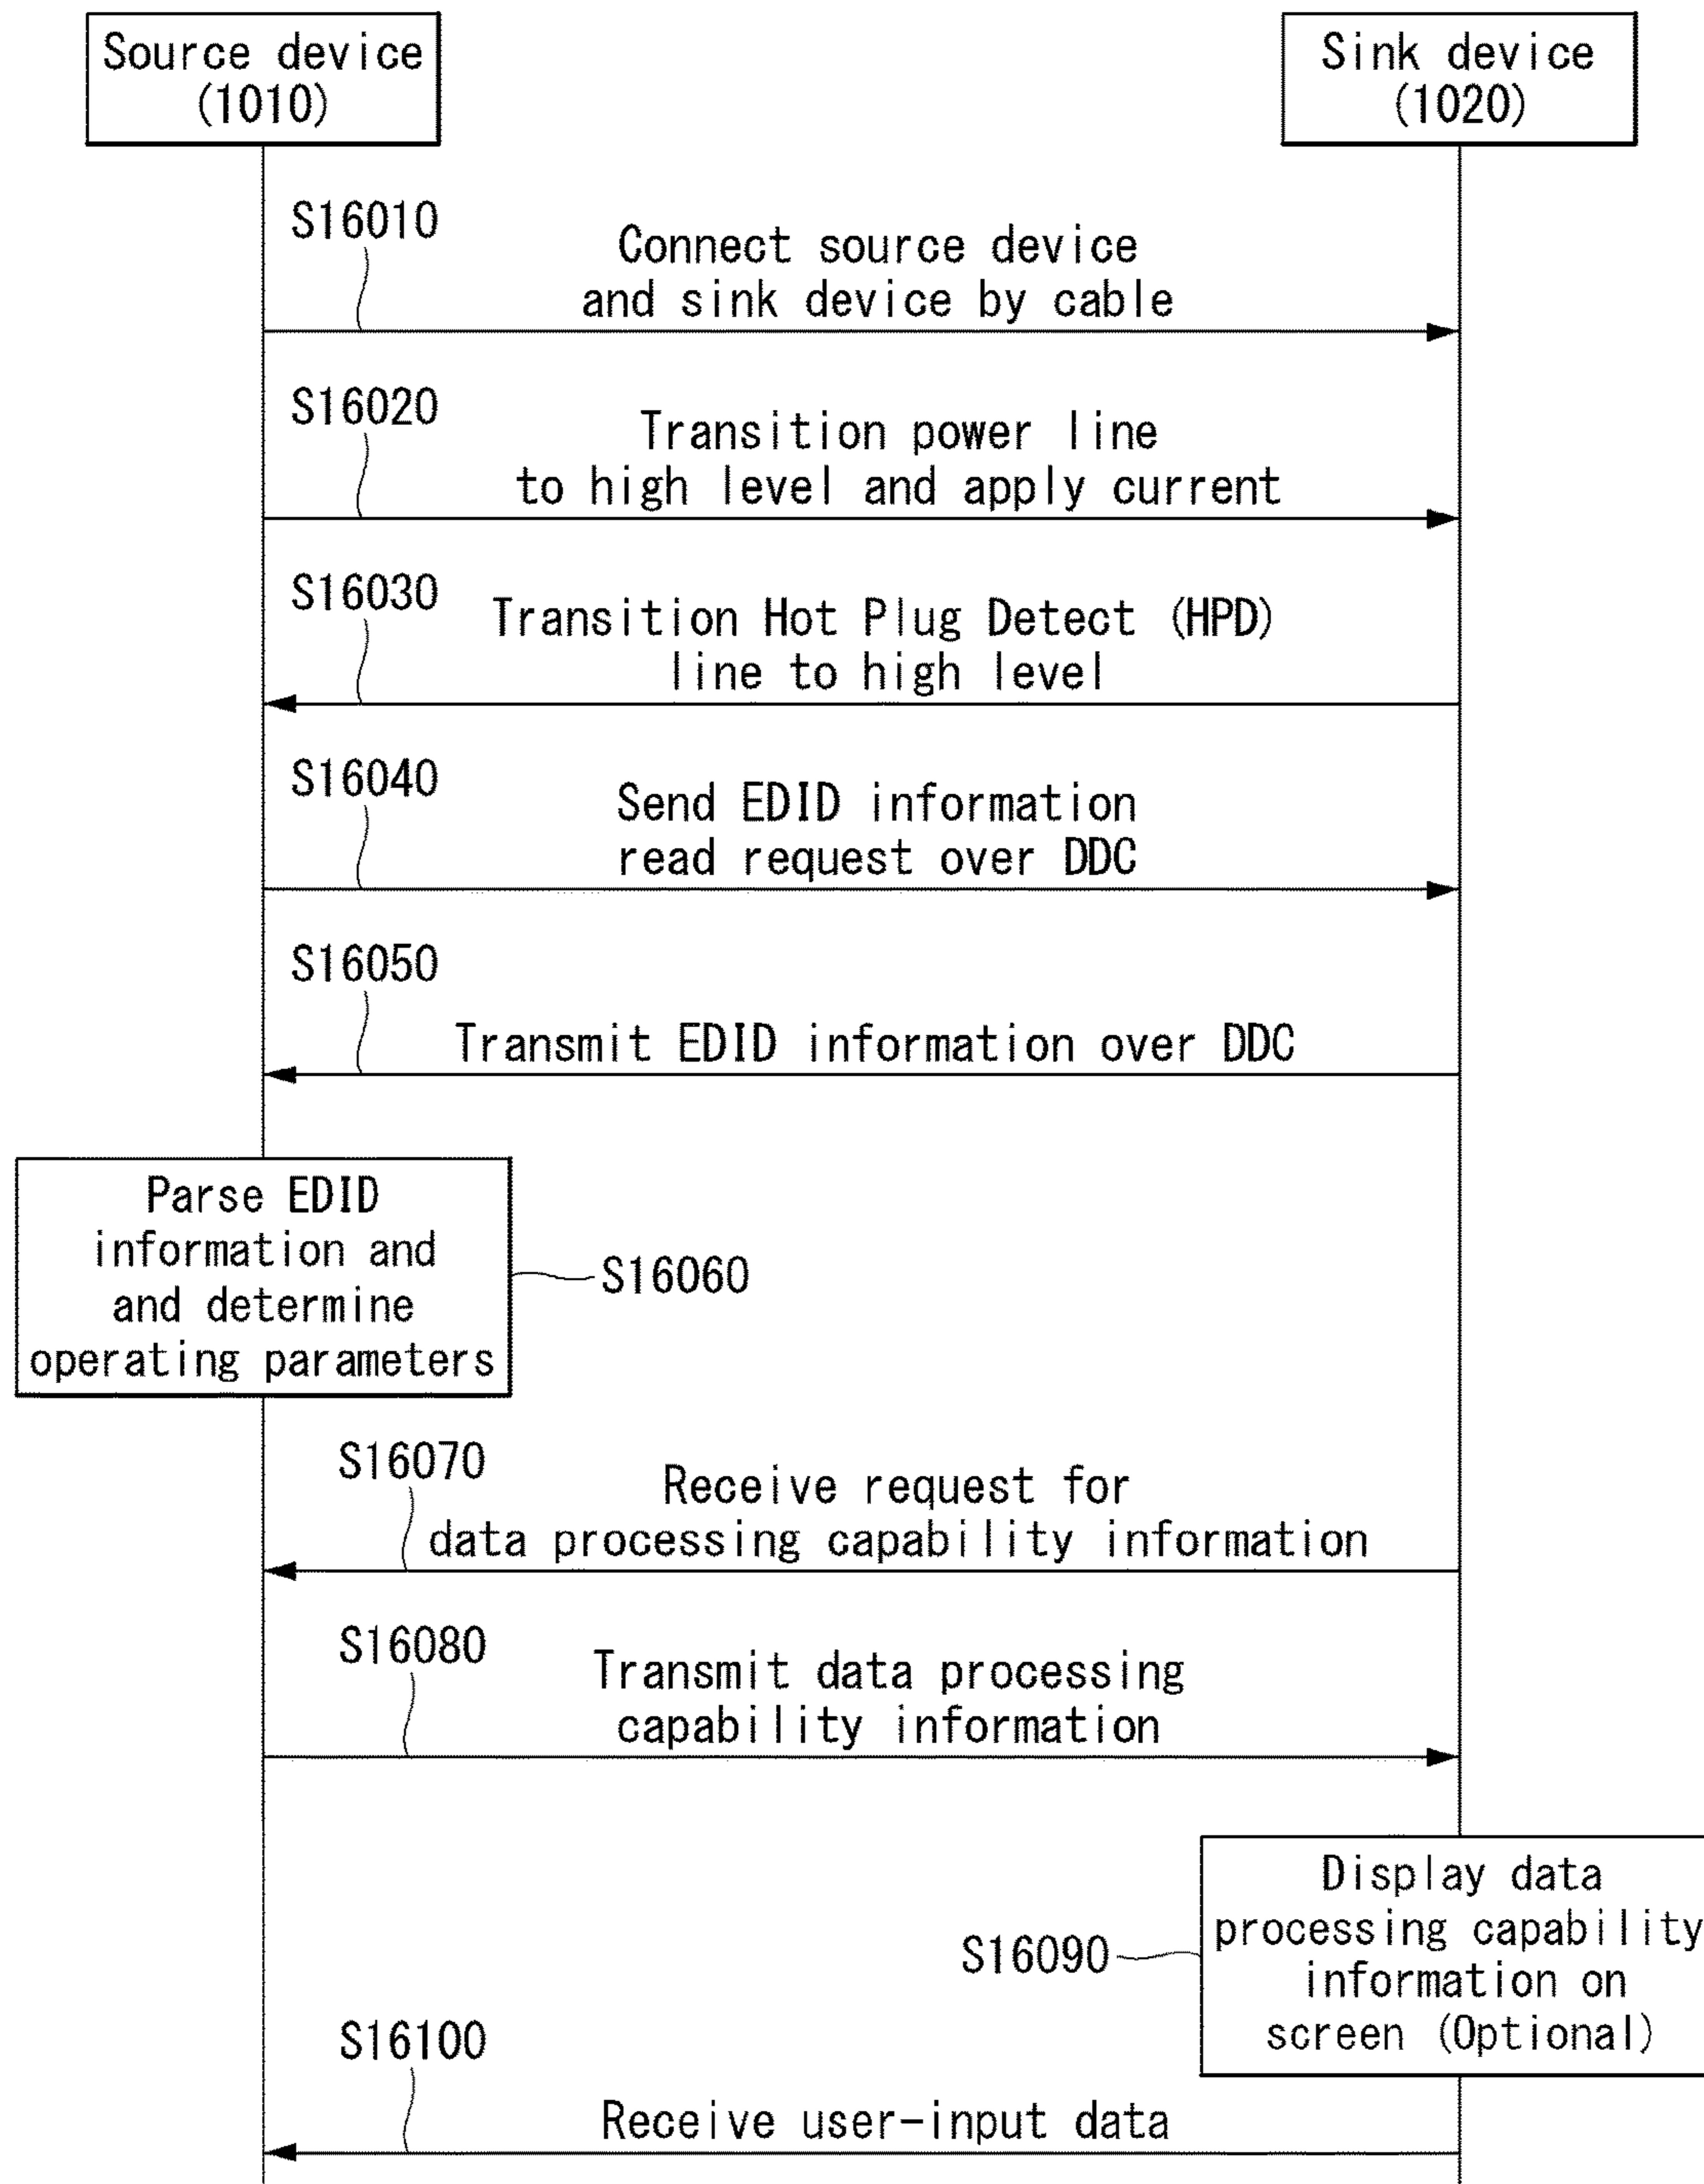 Source device
(1010)
Sink device
(1020)
S16010
Connect source device
and sink device by cable
S16020
Transition power line
to high level and apply current
S16030
Transition Hot Plug Detect (HPD)
line to high level
S16040
Send EDID information
read request over DDC
S16050
Transmit EDID information over DDC
Parse EDID
information and
and determine
operating parameters
S16060
S16070
Receive request for
data processing capability information
S16080
Transmit data processing
capability information
Display data
processing capability
information on
screen (Optional)
S16090
S16100
Receive user-input data